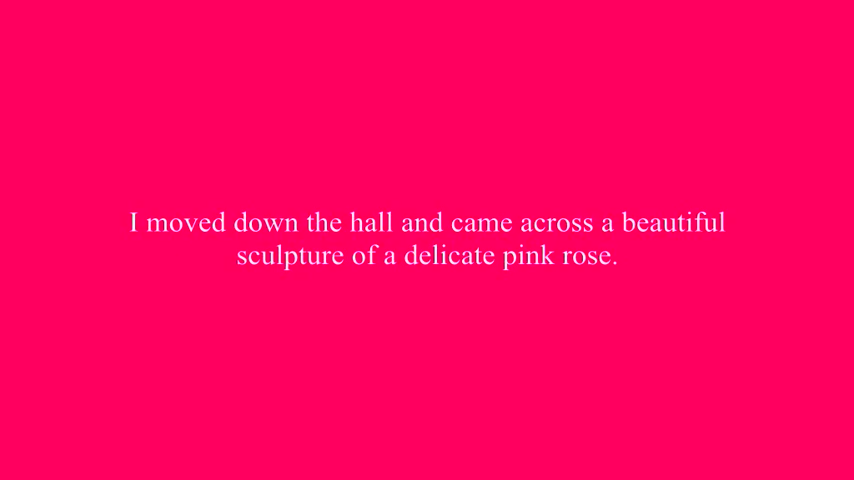 I moved down the hall and came across a beautiful
sculpture of a delicate pink rose.